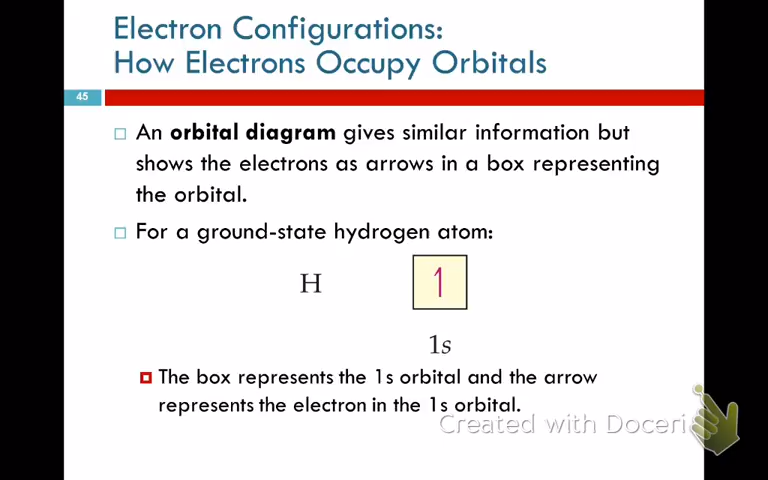 Electron Configurations:
How Electrons Occupy Orbitals
45
An orbital diagram gives similar information but
shows the electrons as arrows in a box representing
the orbital.
For a ground-state hydrogen atom:
H
1s
The box represents the 1s orbital and the arrow
represents the electron in the 1s orbital.
Created with Doceri